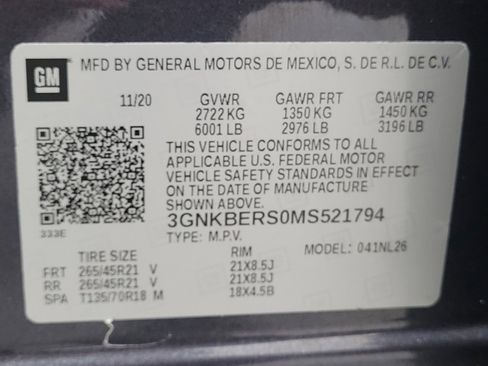 GM
MFD BY GENERAL MOTORS DE MEXICO, S. DE R.L. DE C.V.
11/20 GVWR GAWR FRT GAWR RR
2722 KG 1350 KG 1450 KG
6001 LB 2976 LB 3196 LB
THIS VEHICLE CONFORMS TO ALL
APPLICABLE U.S. FEDERAL MOTOR
VEHICLE SAFETY STANDARDS IN EFFECT
ON THE DATE OF MANUFACTURE
SHOWN ABOVE.
3GNKBERS0MS521794
333E
TYPE: M.P.V. MODEL: 041NL26
TIRE SIZE RIM
FRT 265/45R21 V 21X8.5J
RR 265/45R21 V 21X8.5J
SPA T135/70R18 M 18X4.5B